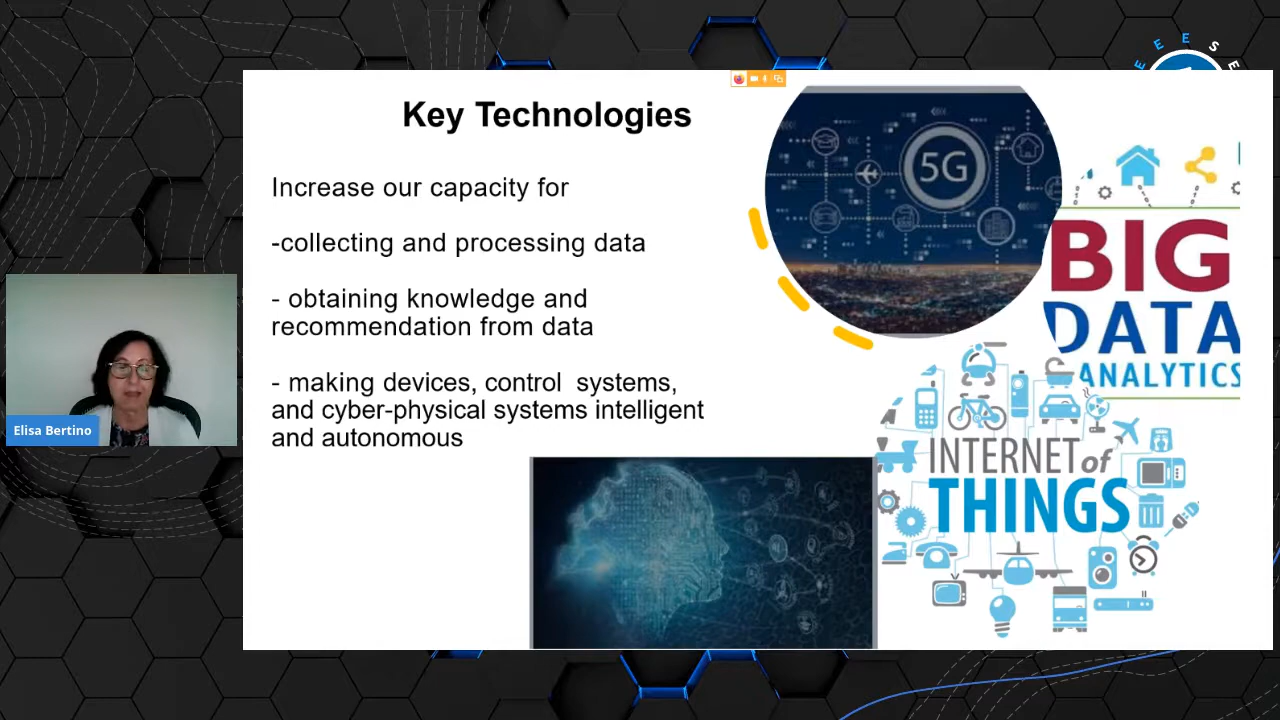 E E S E
Key Technologies
Increase our capacity for
-collecting and processing data
- obtaining knowledge and
recommendation from data
- making devices, control  systems,
and cyber-physical systems intelligent
and autonomous
5G
BIG
DATA
ANALYTICS
INTERNET of
THINGS
Elisa Bertino